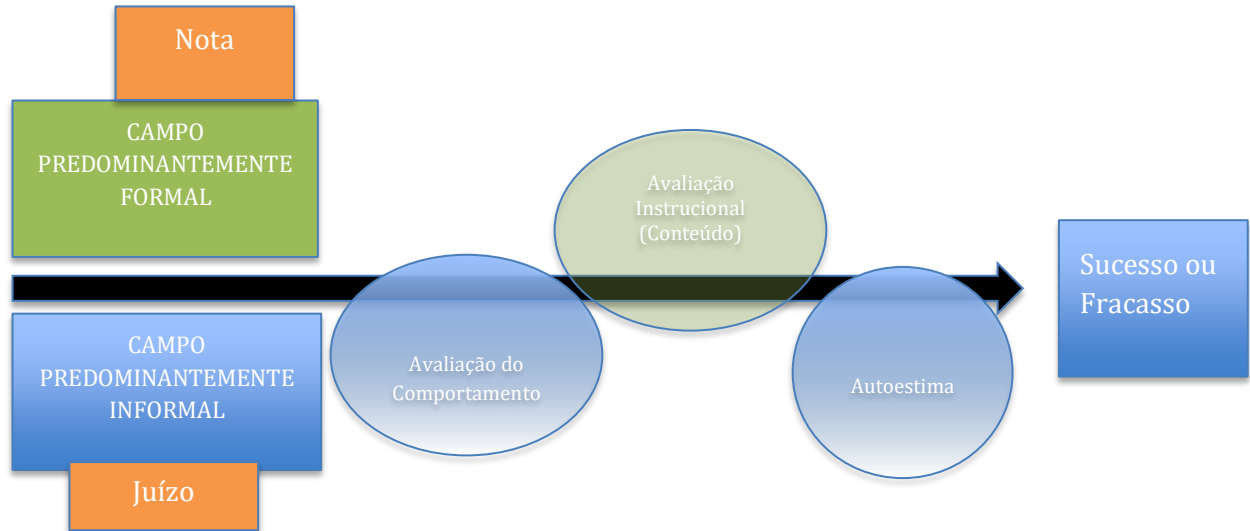 Nota
CAMPO
PREDOMINANTEMENTE
FORMAL
Avaliação
Instrucional
(Conteúdo)
Sucesso ou
Fracasso
CAMPO
PREDOMINANTEMENTE
INFORMAL
Avaliação do
Comportamento
Autoestima
Juízo